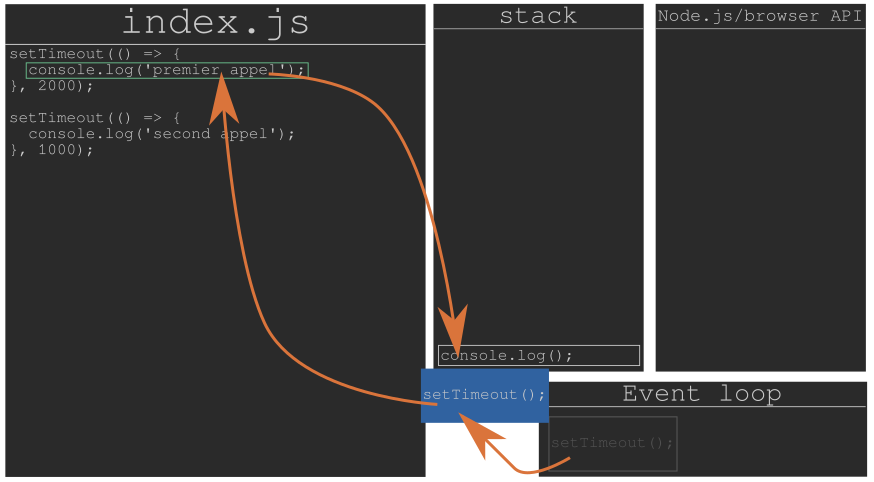 index.js
setTimeout(() => {
  console.log('premier appel');
}, 2000);
setTimeout(() => {
  console.log('second appel');
}, 1000);
stack
console.log();
Node.js/browser API
setTimeout();
Event loop
setTimeout();